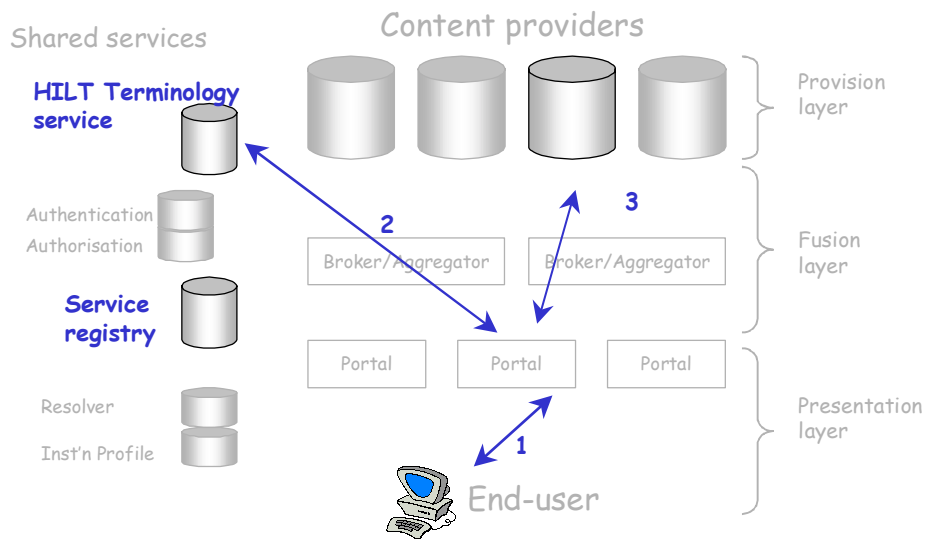 Content providers
Shared services
HILT Terminology
service
Provision
layer
2
3
Authentication
Authorisation
Broker/Aggregator
Broker/Aggregator
Fusion
layer
Service
registry
Portal
Portal
Portal
Resolver
Inst'n Profile
Presentation
layer
1
End-user